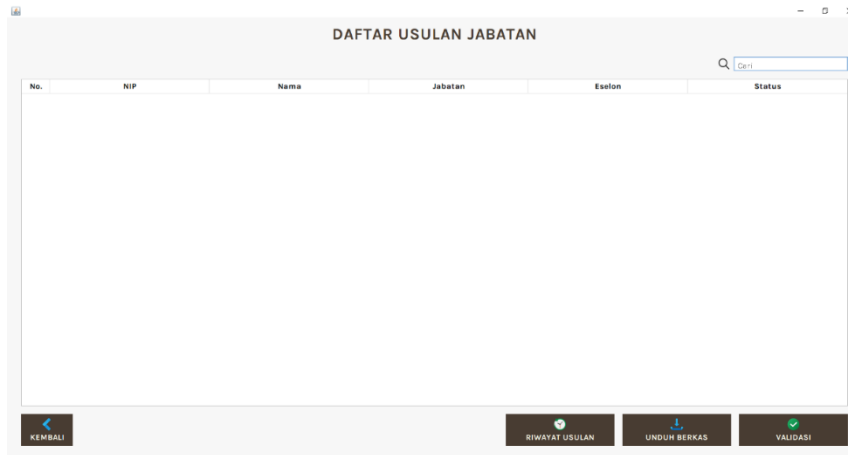 DAFTAR USULAN JABATAN
Cari
No. NIP Nama Jabatan Eselon Status
KEMBALI RIWAYAT USULAN UNDUH BERKAS VALIDASI